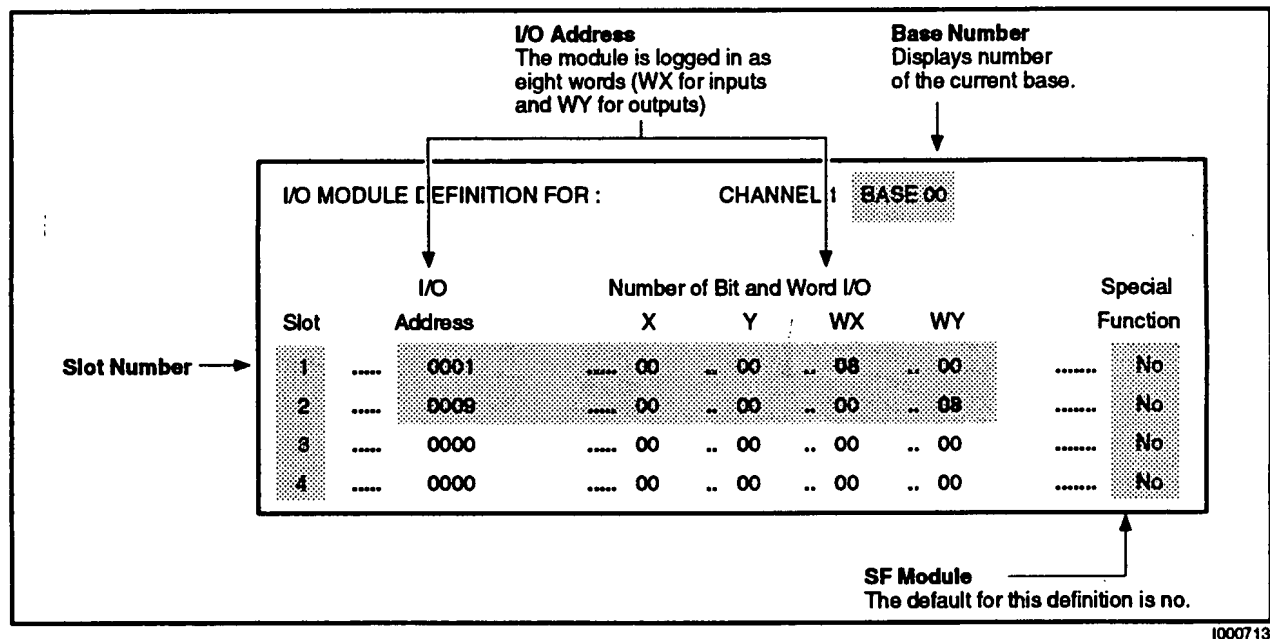 I/O Address
The module is logged in as
eight words (WX for inputs
and WY for outputs)
Base Number
Displays number
of the current base.
I/O MODULE DEFINITION FOR : CHANNEL 1 BASE 00
I/O Number of Bit and Word I/O Special
Slot Address X Y WX WY Function
Slot Number
1 ..... 0001 ..... 00 .. 00 .. 08 .. 00 ....... No
2 ..... 0009 ..... 00 .. 00 .. 00 .. 08 ....... No
3 ..... 0000 ..... 00 .. 00 .. 00 .. 00 ....... No
4 ..... 0000 ..... 00 .. 00 .. 00 .. 00 ....... No
SF Module
The default for this definition is no.
I000713